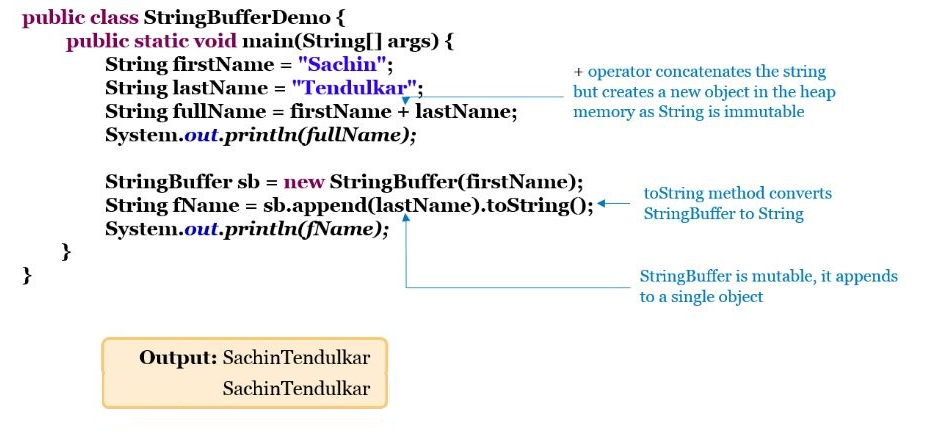 public class StringBufferDemo {
public static void main(String[] args) {
String firstName = "Sachin";
String lastName = "Tendulkar";
String fullName = firstName + lastName;
System.out.println(fullName);
+ operator concatenates the string
but creates a new object in the heap
memory as String is immutable
StringBuffer sb = new StringBuffer(firstName);
String fName = sb.append(lastName).toString();
System.out.println(fName);
}
}
toString method converts
StringBuffer to String
StringBuffer is mutable, it appends
to a single object
Output: SachinTendulkar
SachinTendulkar